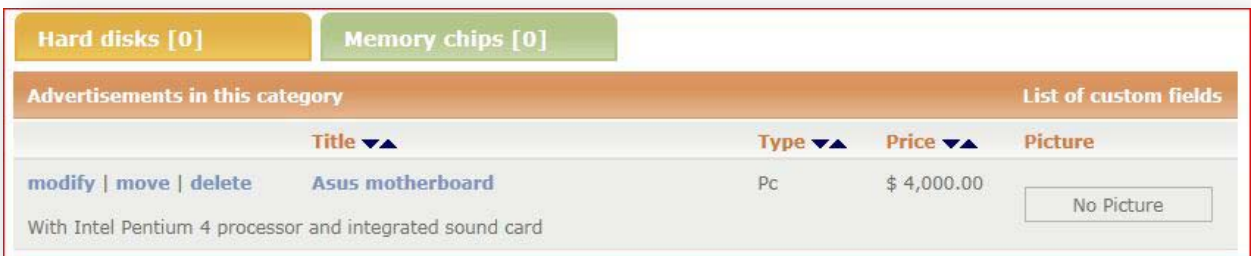 Hard disks [0] Memory chips [0]
Advertisements in this category List of custom fields
Title Type Price Picture
modify | move | delete Asus motherboard Pc $ 4,000.00
No Picture
With Intel Pentium 4 processor and integrated sound card